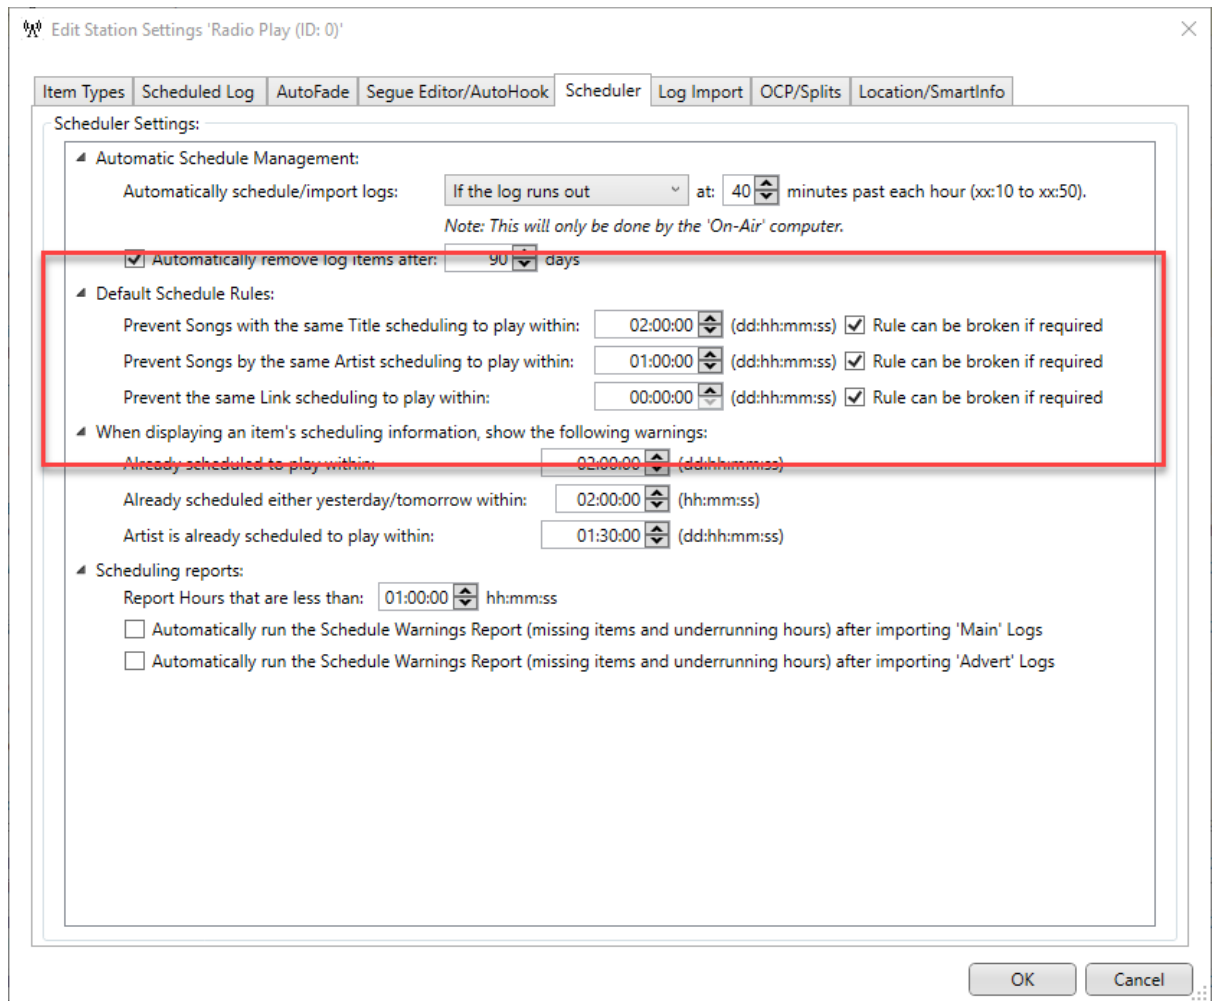 Edit Station Settings 'Radio Play (ID: 0)'
Item Types Scheduled Log AutoFade Segue Editor/AutoHook Scheduler Log Import OCP/Splits Location/SmartInfo
Scheduler Settings:
Automatic Schedule Management:
Automatically schedule/import logs: If the log runs out at: 40 minutes past each hour (xx:10 to xx:50).
Note: This will only be done by the 'On-Air' computer.
Automatically remove log items after: 90 days
Default Schedule Rules:
Prevent Songs with the same Title scheduling to play within: 02:00:00 (dd:hh:mm:ss) Rule can be broken if required
Prevent Songs by the same Artist scheduling to play within: 01:00:00 (dd:hh:mm:ss) Rule can be broken if required
Prevent the same Link scheduling to play within: 00:00:00 (dd:hh:mm:ss) Rule can be broken if required
When displaying an item's scheduling information, show the following warnings:
Already scheduled to play within: 02:00:00 (dd:hh:mm:ss)
Already scheduled either yesterday/tomorrow within: 02:00:00 (hh:mm:ss)
Artist is already scheduled to play within: 01:30:00 (dd:hh:mm:ss)
Scheduling reports:
Report Hours that are less than: 01:00:00 hh:mm:ss
Automatically run the Schedule Warnings Report (missing items and underrunning hours) after importing 'Main' Logs
Automatically run the Schedule Warnings Report (missing items and underrunning hours) after importing 'Advert' Logs
OK Cancel